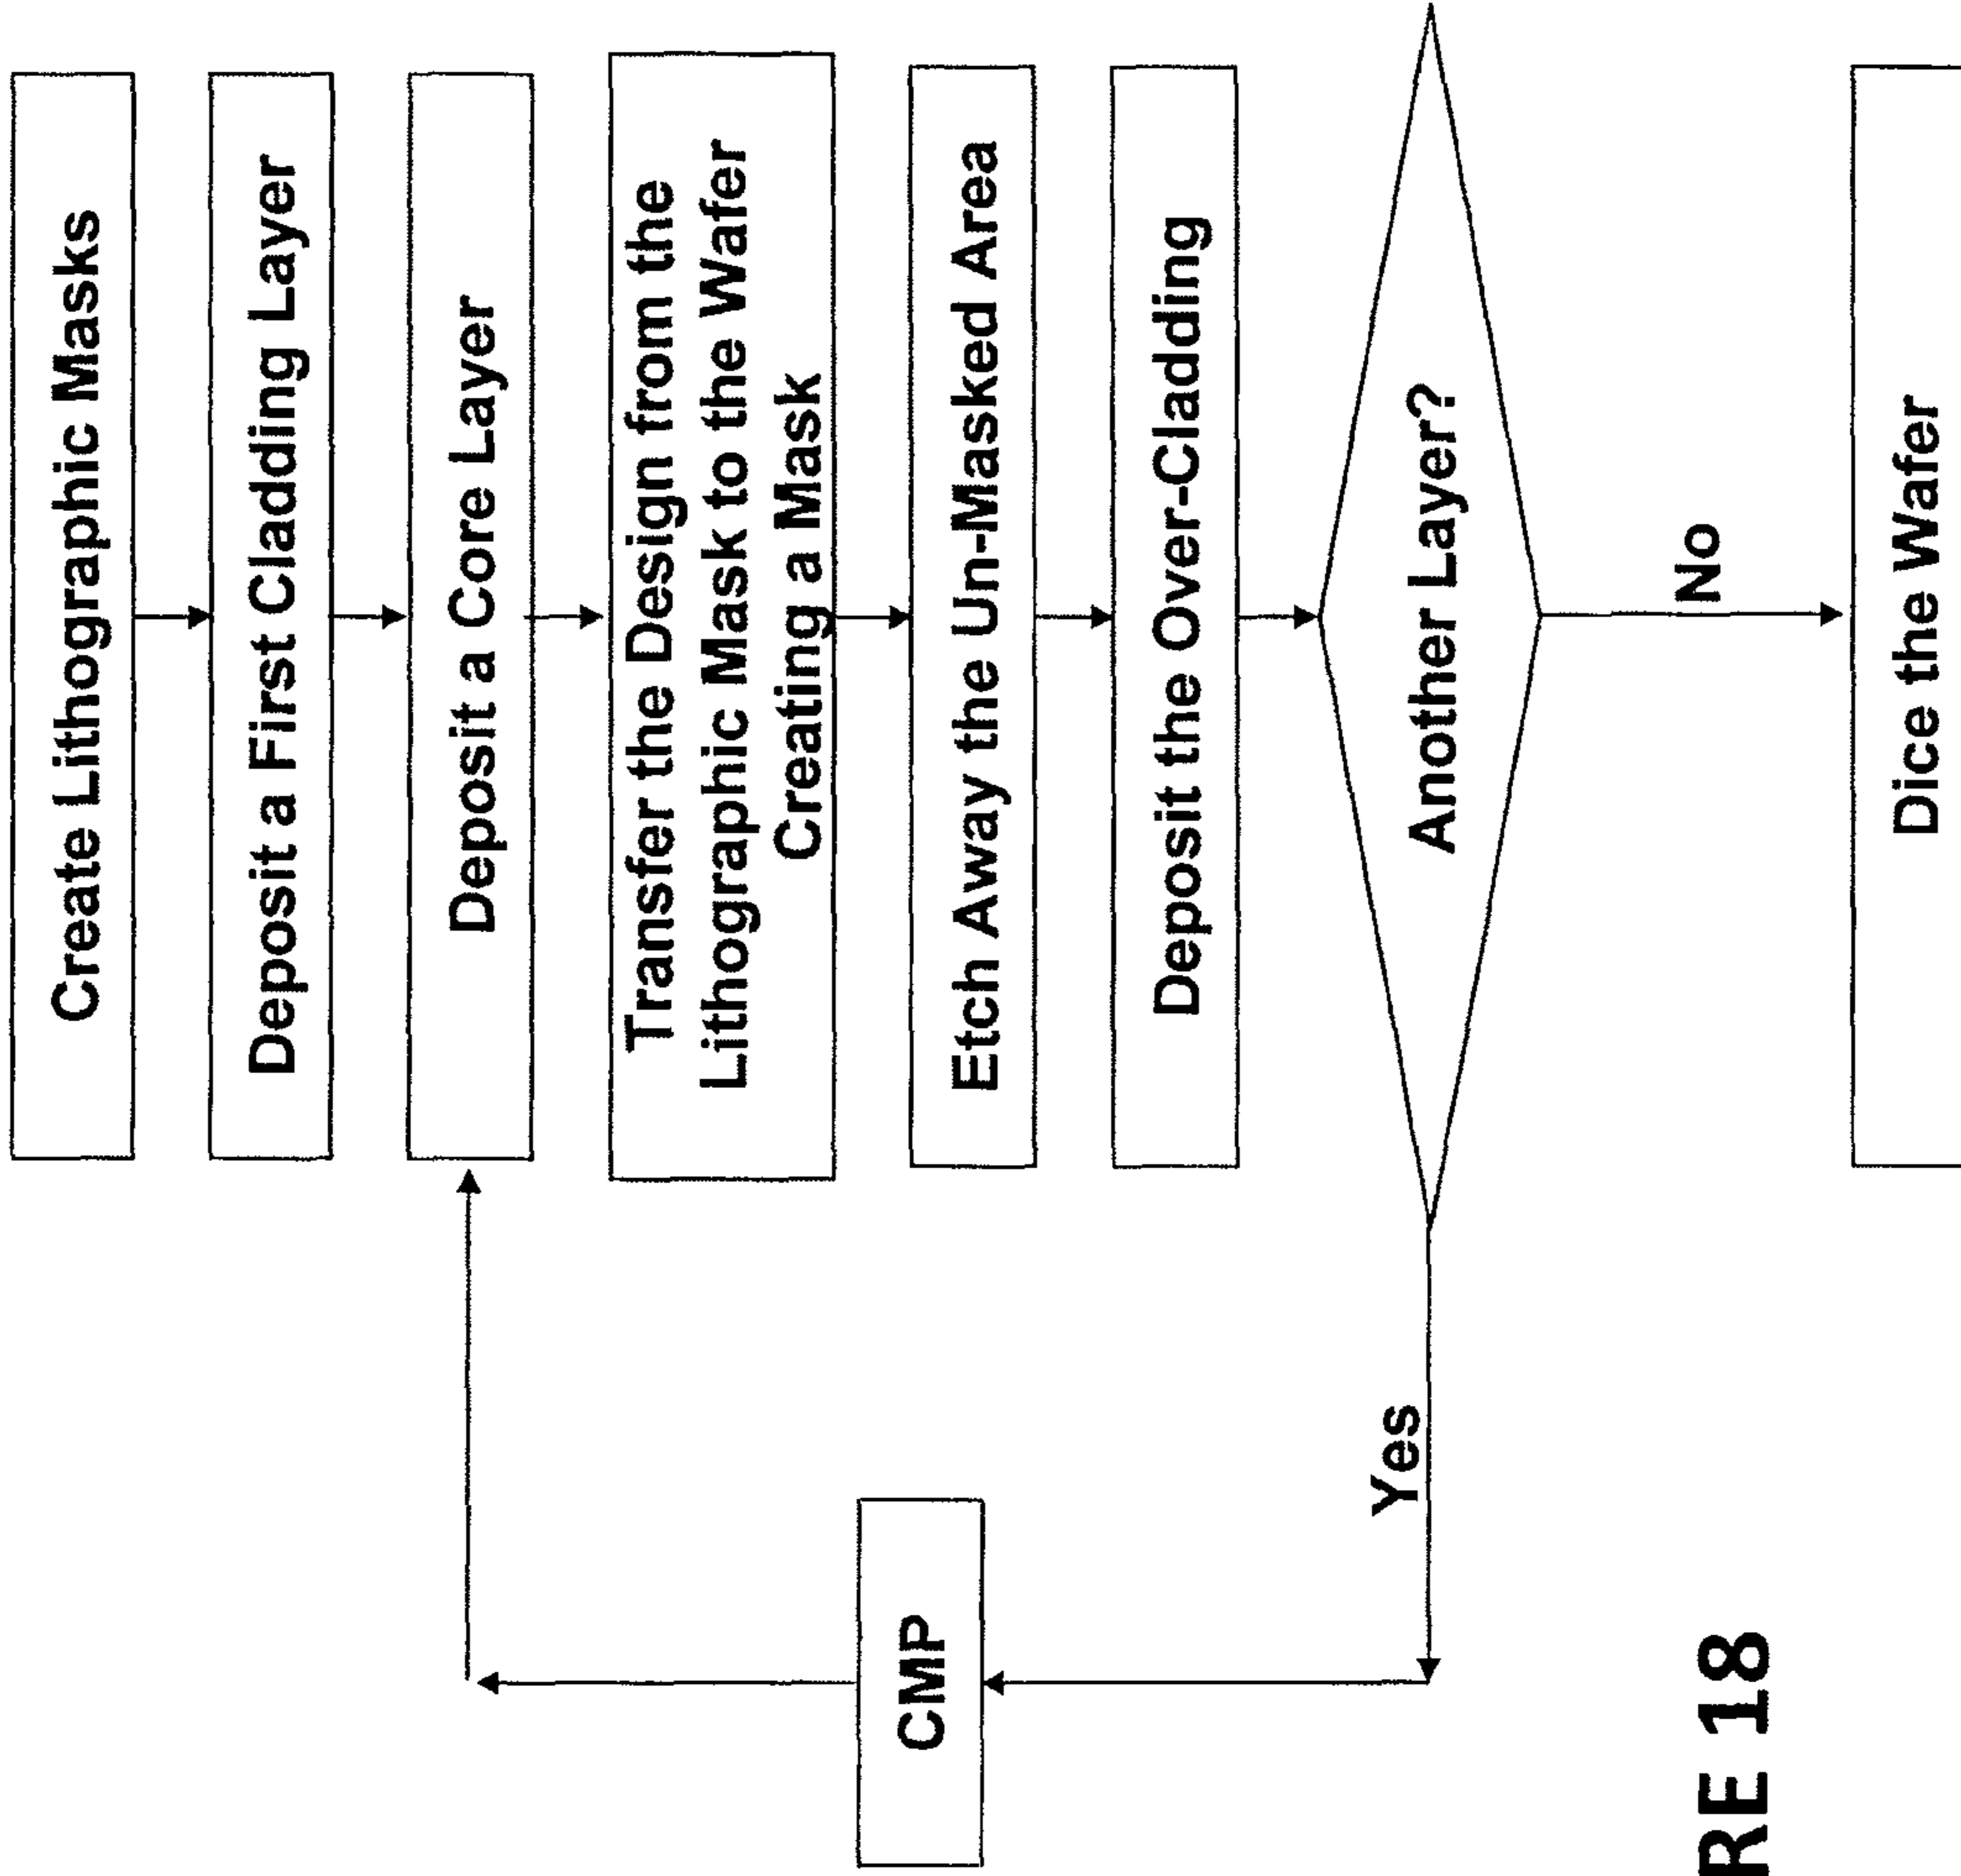 Create Lithographic Masks
Deposit a First Cladding Layer
Deposit a Core Layer
Transfer the Design from the
Lithographic Mask to the Wafer
Creating a Mask
Etch Away the Un-Masked Area
Deposit the Over-Cladding
Another Layer?
Yes
CMP
No
Dice the Wafer
RE 18